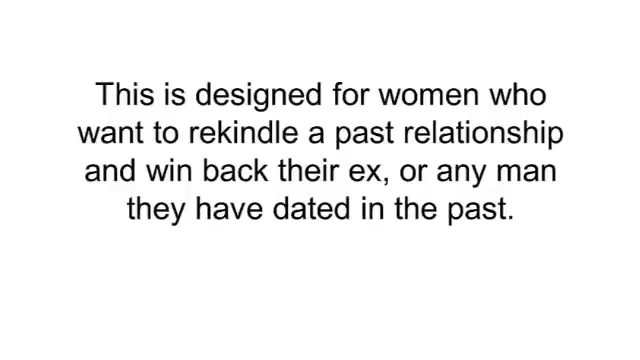 This is designed for women who
want to rekindle a past relationship
and win back their ex, or any man
they have dated in the past.